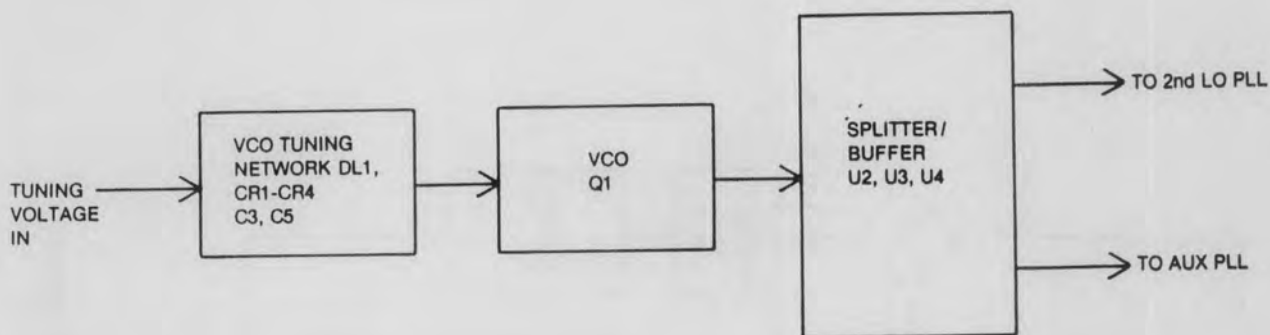 TUNING
VOLTAGE
IN
VCO TUNING
NETWORK DL1,
CR1-CR4
C3, C5
VCO
Q1
SPLITTER/
BUFFER
U2, U3, U4
TO 2nd LO PLL
TO AUX PLL